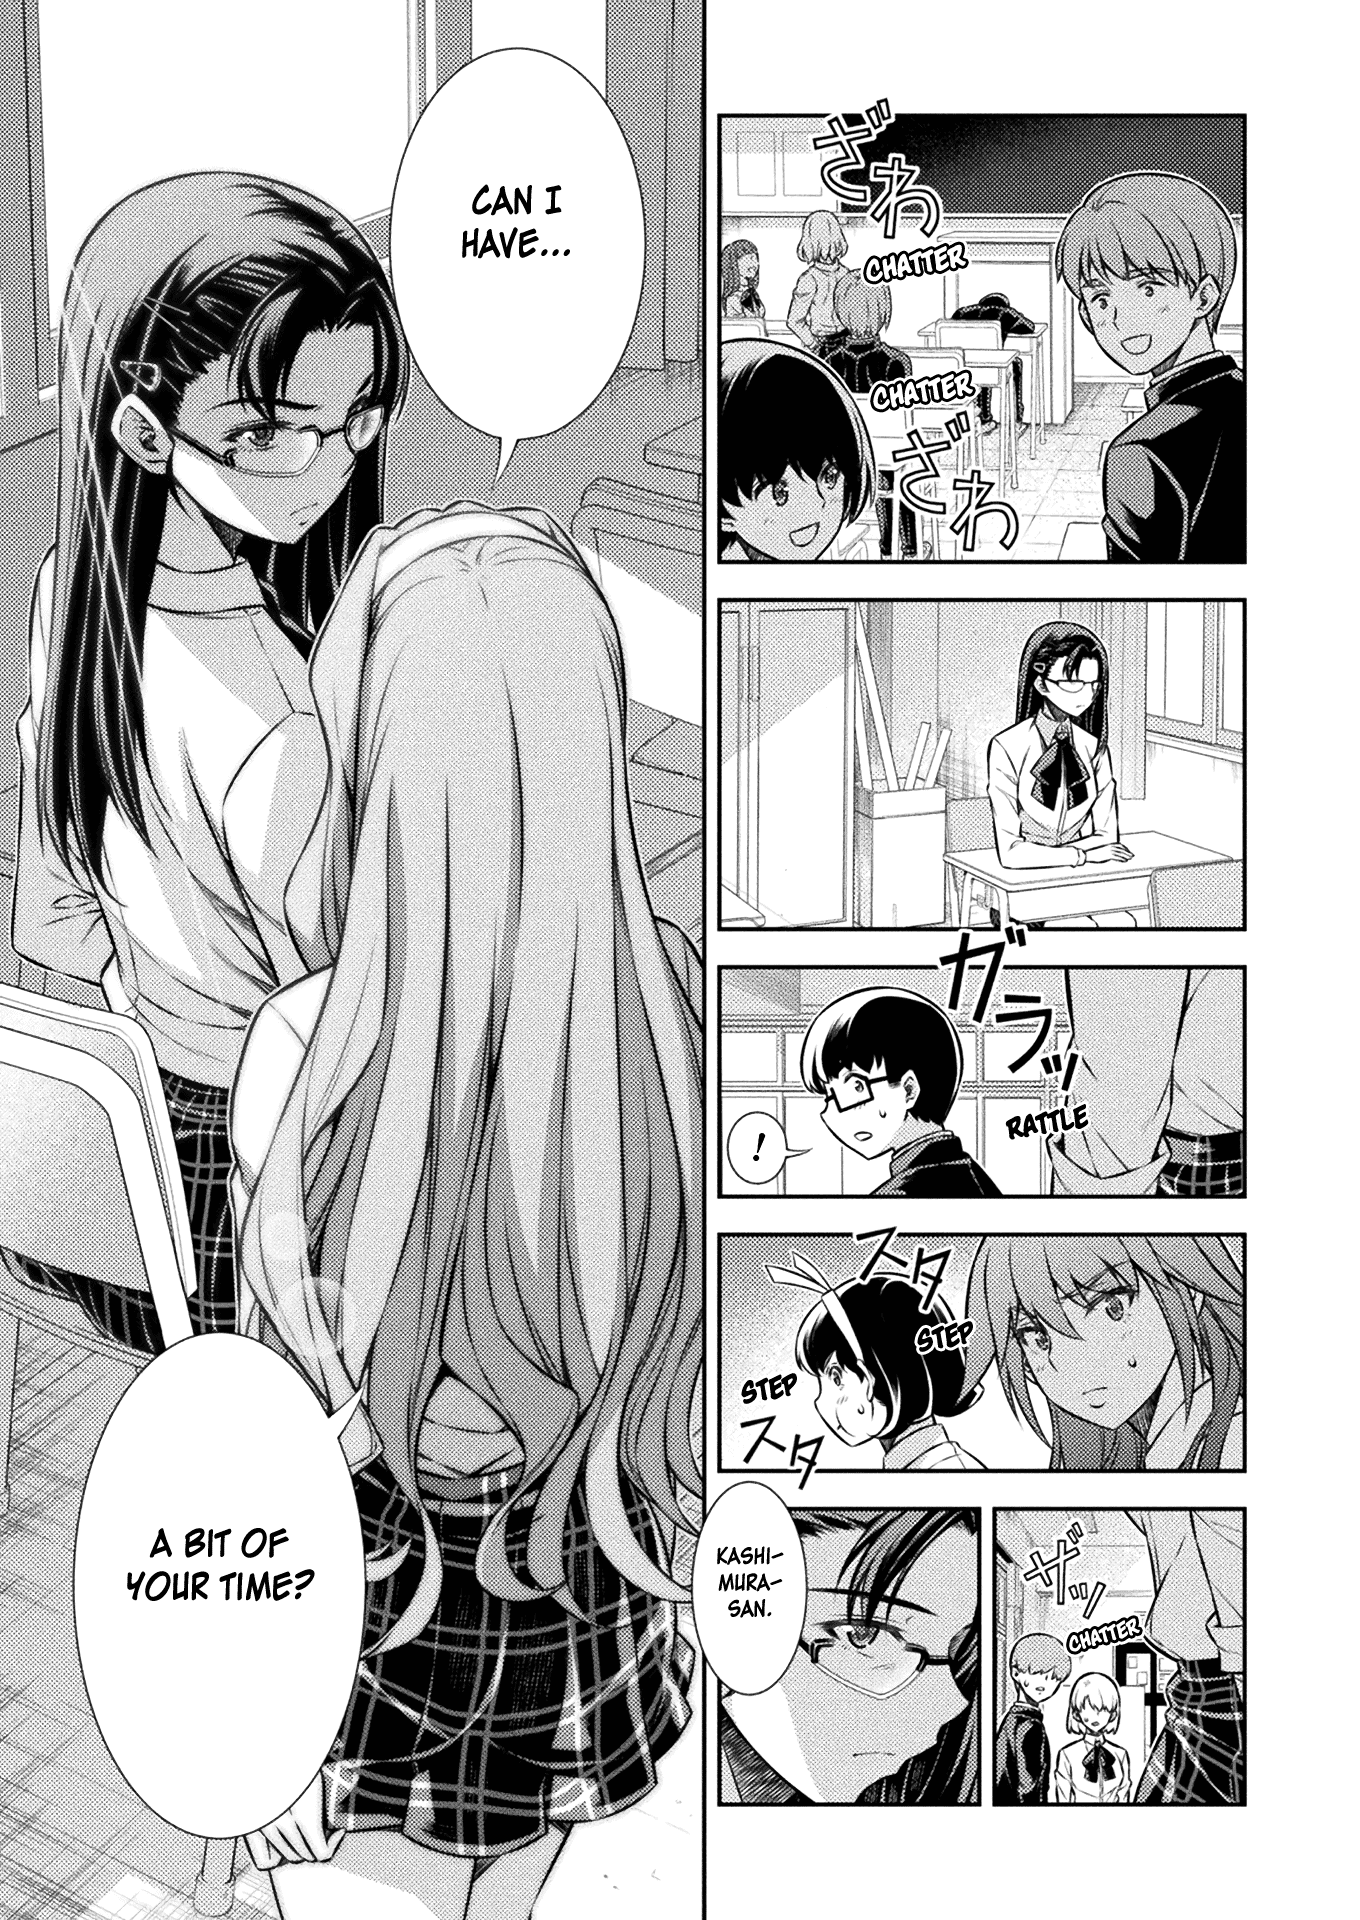 ざわ
CHATTER
CHATTER
ざわ
ガラッ
RATTLE
!
スタ
STEP
STEP
スタ
ザッ
CHATTER
KASHI-
MURA-
SAN.
CAN I
HAVE...
A BIT OF
YOUR TIME?